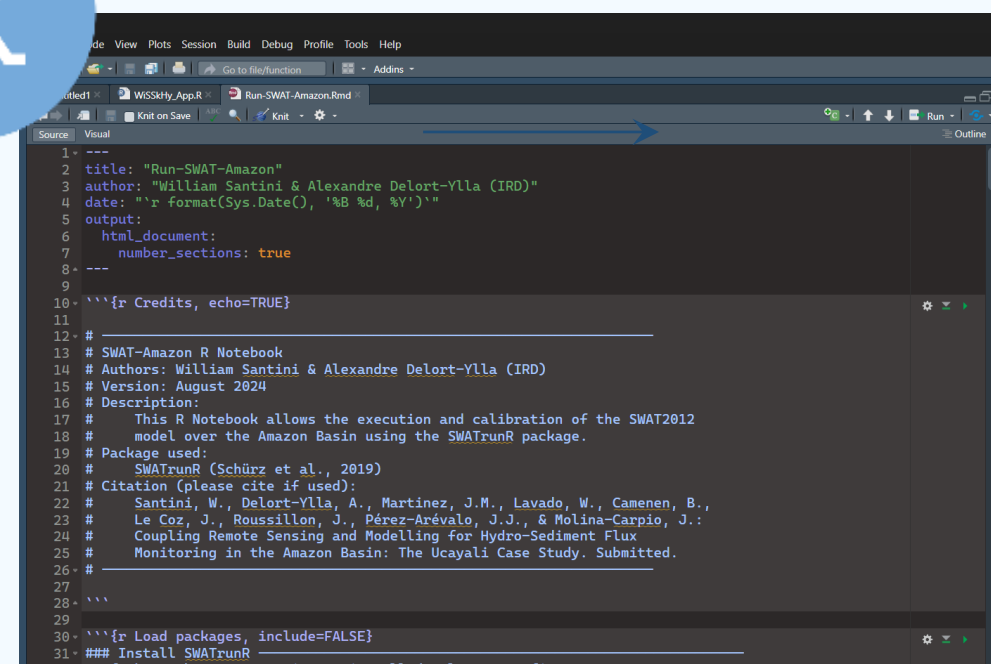 View Plots Session Build Debug Profile Tools Help
Go to file/function Addins
WiSSkHy_App.R Run-SWAT-Amazon.Rmd
Knit on Save ABC Knit Run
Source Visual Outline
1 ---
2 title: "Run-SWAT-Amazon"
3 author: "William Santini & Alexandre Delort-Ylla (IRD)"
4 date: "`r format(Sys.Date(), '%B %d, %Y')`"
5 output:
6 html_document:
7 number_sections: true
8 ---
9
10 ```{r Credits, echo=TRUE}
11
12 # ————————————————————
13 # SWAT-Amazon R Notebook
14 # Authors: William Santini & Alexandre Delort-Ylla (IRD)
15 # Version: August 2024
16 # Description:
17 # This R Notebook allows the execution and calibration of the SWAT2012
18 # model over the Amazon Basin using the SWATrunR package.
19 # Package used:
20 # SWATrunR (Schürz et al., 2019)
21 # Citation (please cite if used):
22 # Santini, W., Delort-Ylla, A., Martinez, J.M., Lavado, W., Camenen, B.,
23 # Le Coz, J., Roussillon, J., Pérez-Arévalo, J.J., & Molina-Carpio, J.:
24 # Coupling Remote Sensing and Modelling for Hydro-Sediment Flux
25 # Monitoring in the Amazon Basin: The Ucayali Case Study. Submitted.
26 # ————————————————————
27
28 ```
29
30 ```{r Load packages, include=FALSE}
31 ### Install SWATrunR ————————————————————